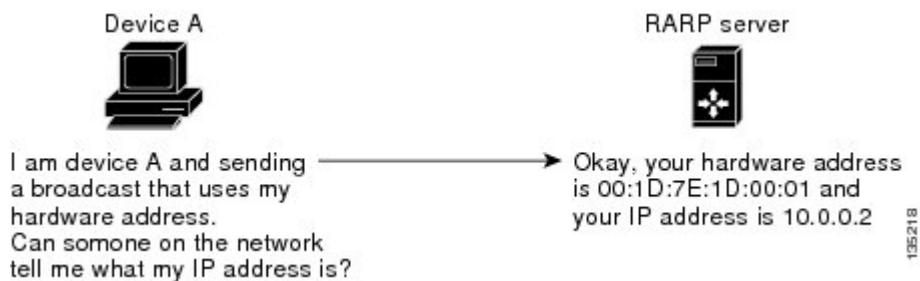 Device A
RARP server
I am device A and sending
a broadcast that uses my
hardware address.
Can somone on the network
tell me what my IP address is?
Okay, your hardware address
is 00:1D:7E:1D:00:01 and
your IP address is 10.0.0.2
135218